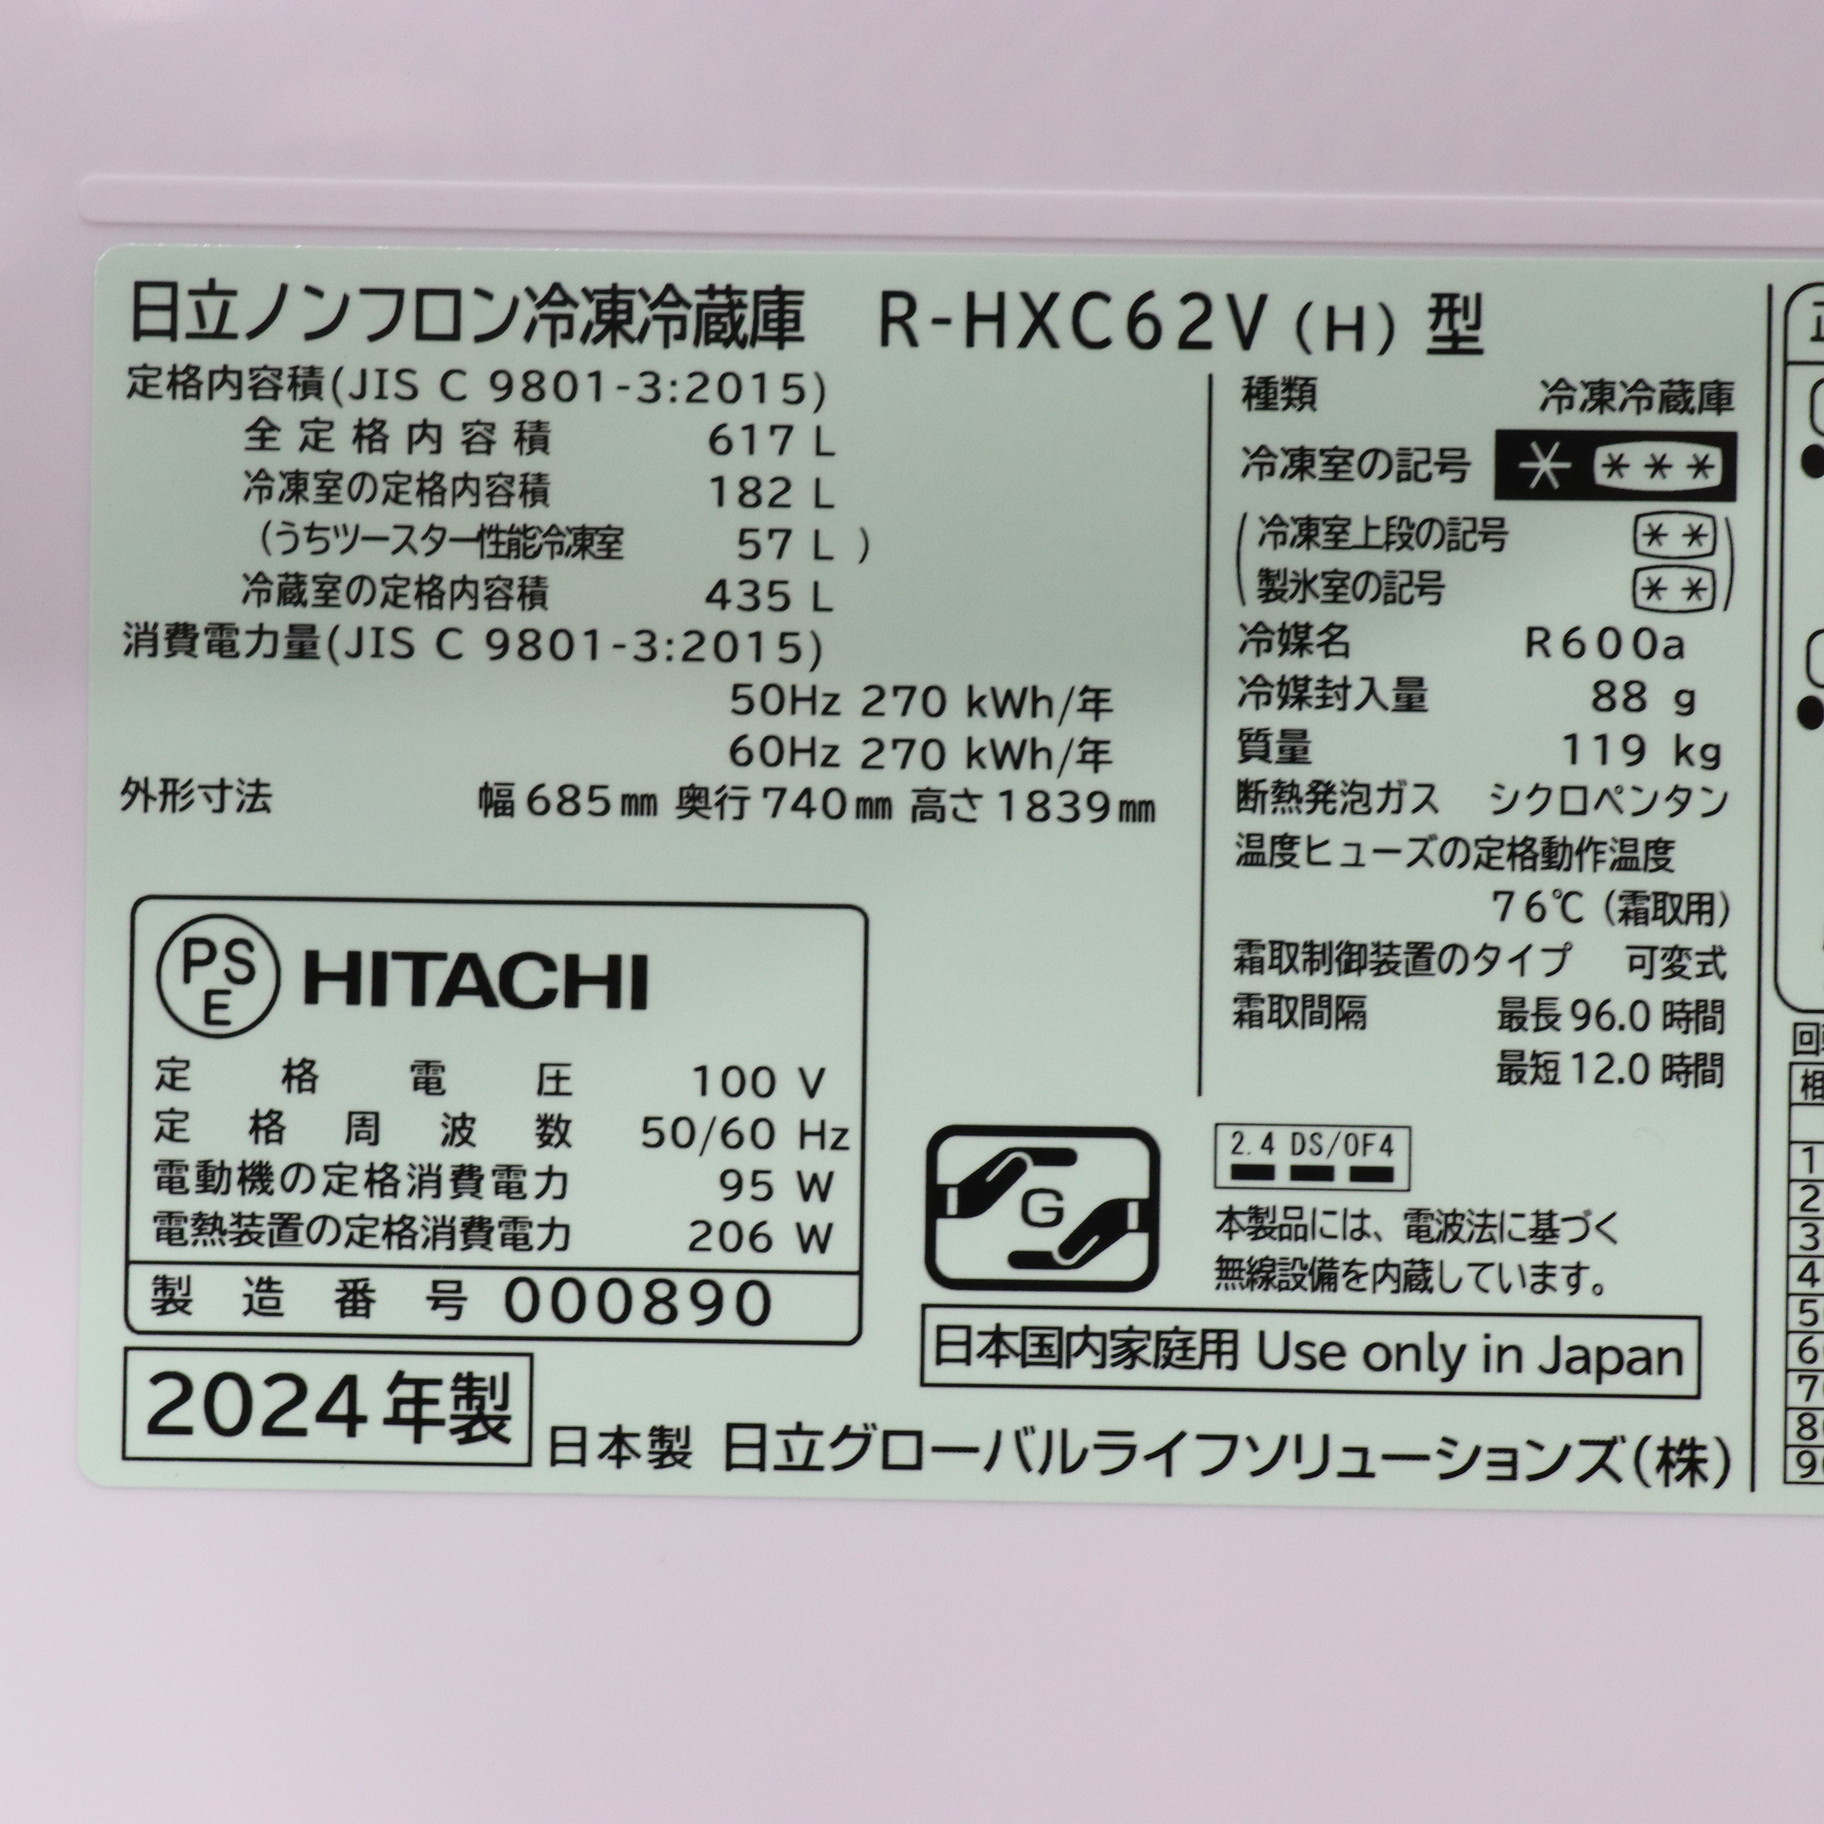 日立ノンフロン冷凍冷蔵庫 R-HXC62V(H)型
定格内容積(JIS C 9801-3:2015)
全定格内容積 617 L
冷凍室の定格内容積 182 L
(うちツースター性能冷凍室 57 L )
冷蔵室の定格内容積 435 L
消費電力量(JIS C 9801-3:2015)
50Hz 270 kWh/年
60Hz 270 kWh/年
外形寸法 幅685㎜ 奥行740㎜ 高さ1839㎜
PS
E
HITACHI
定格電圧 100 V
定格周波数 50/60 Hz
電動機の定格消費電力 95 W
電熱装置の定格消費電力 206 W
製造番号 000890
2024年製
日本製 日立グローバルライフソリューションズ(株)
種類 冷凍冷蔵庫
冷凍室の記号 * ***
冷凍室上段の記号 **
製氷室の記号 **
冷媒名 R600a
冷媒封入量 88 g
質量 119 kg
断熱発泡ガス シクロペンタン
温度ヒューズの定格動作温度
76℃(霜取用)
霜取制御装置のタイプ 可変式
霜取間隔 最長96.0時間
最短12.0時間
G
2.4 DS/OF4
本製品には、電波法に基づく
無線設備を内蔵しています。
日本国内家庭用 Use only in Japan
1
2
3